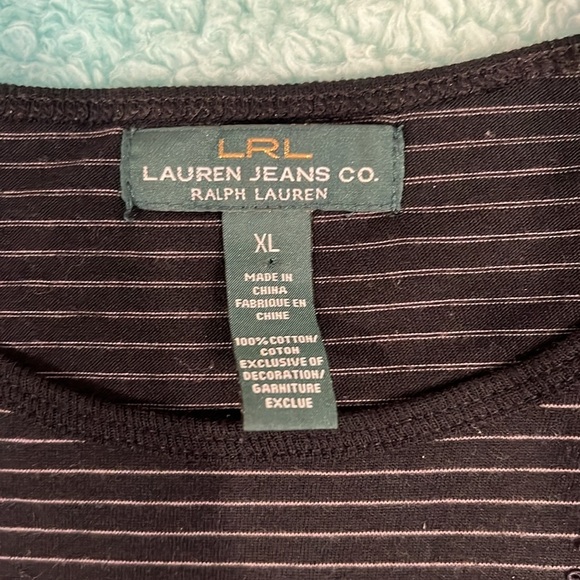 LRL
LAUREN JEANS CO.
RALPH LAUREN
XL
MADE IN
CHINA
FABRIQUE EN
CHINE
100% COTTON/
COTON
EXCLUSIVE OF
DECORATION/
GARNITURE
EXCLUE